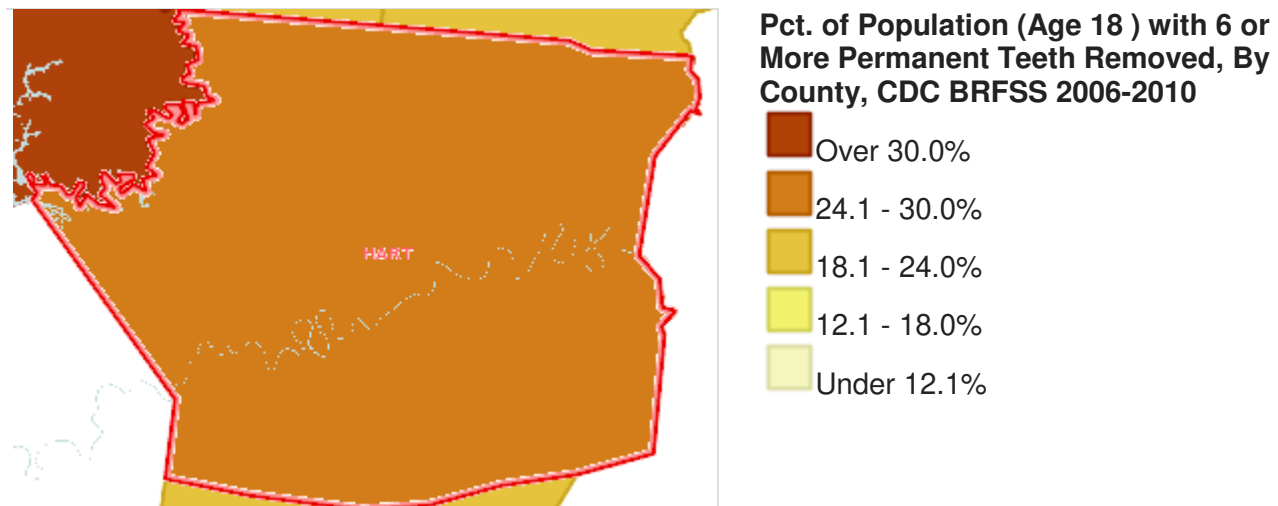 Pct. of Population (Age 18 ) with 6 or
More Permanent Teeth Removed, By
County, CDC BRFSS 2006-2010
Over 30.0%
24.1 - 30.0%
18.1 - 24.0%
12.1 - 18.0%
Under 12.1%
HART